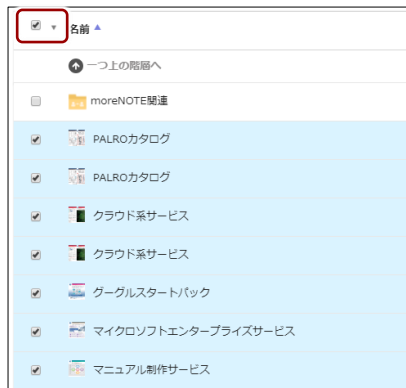 名前
一つ上の階層へ
moreNOTE関連
PALROカタログ
PALROカタログ
クラウド系サービス
クラウド系サービス
グーグルスタートパック
マイクロソフトエンタープライズサービス
マニュアル制作サービス